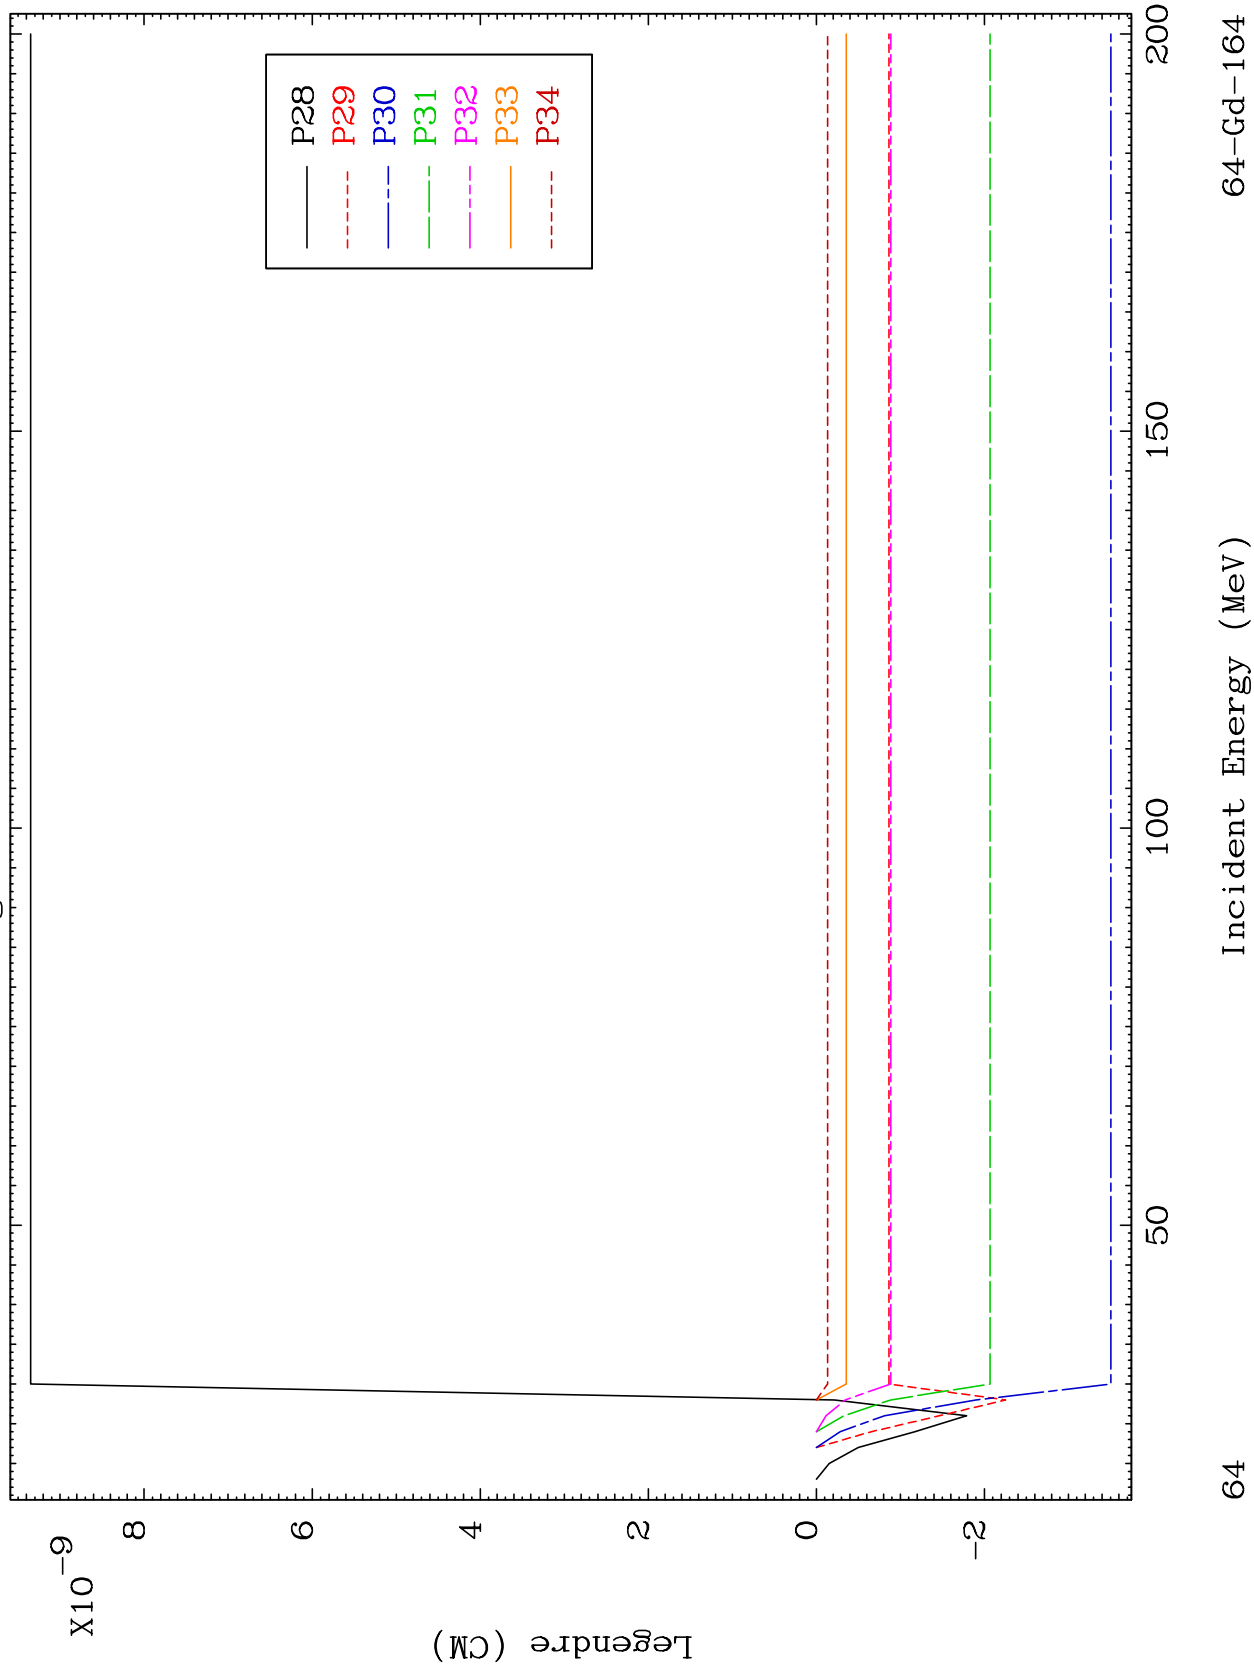 X10-9
8
6
4
2
0
-2
Legendre (CM)
P28
P29
P30
P31
P32
P33
P34
50
100
150
200
Incident Energy (MeV)
64
64-Gd-164